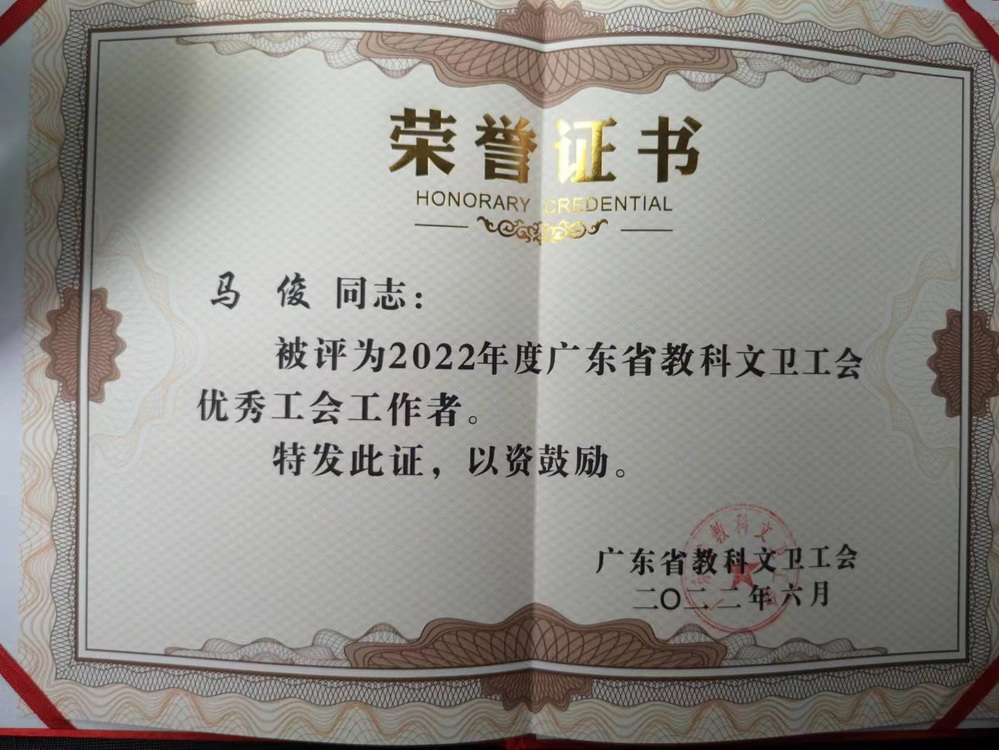 荣誉证书
HONORARY CREDENTIAL
马 俊 同志：
被评为2022年度广东省教科文卫工会
优秀工会工作者。
特发此证，以资鼓励。
教科文
广东省教科文卫工会
二〇二二年六月